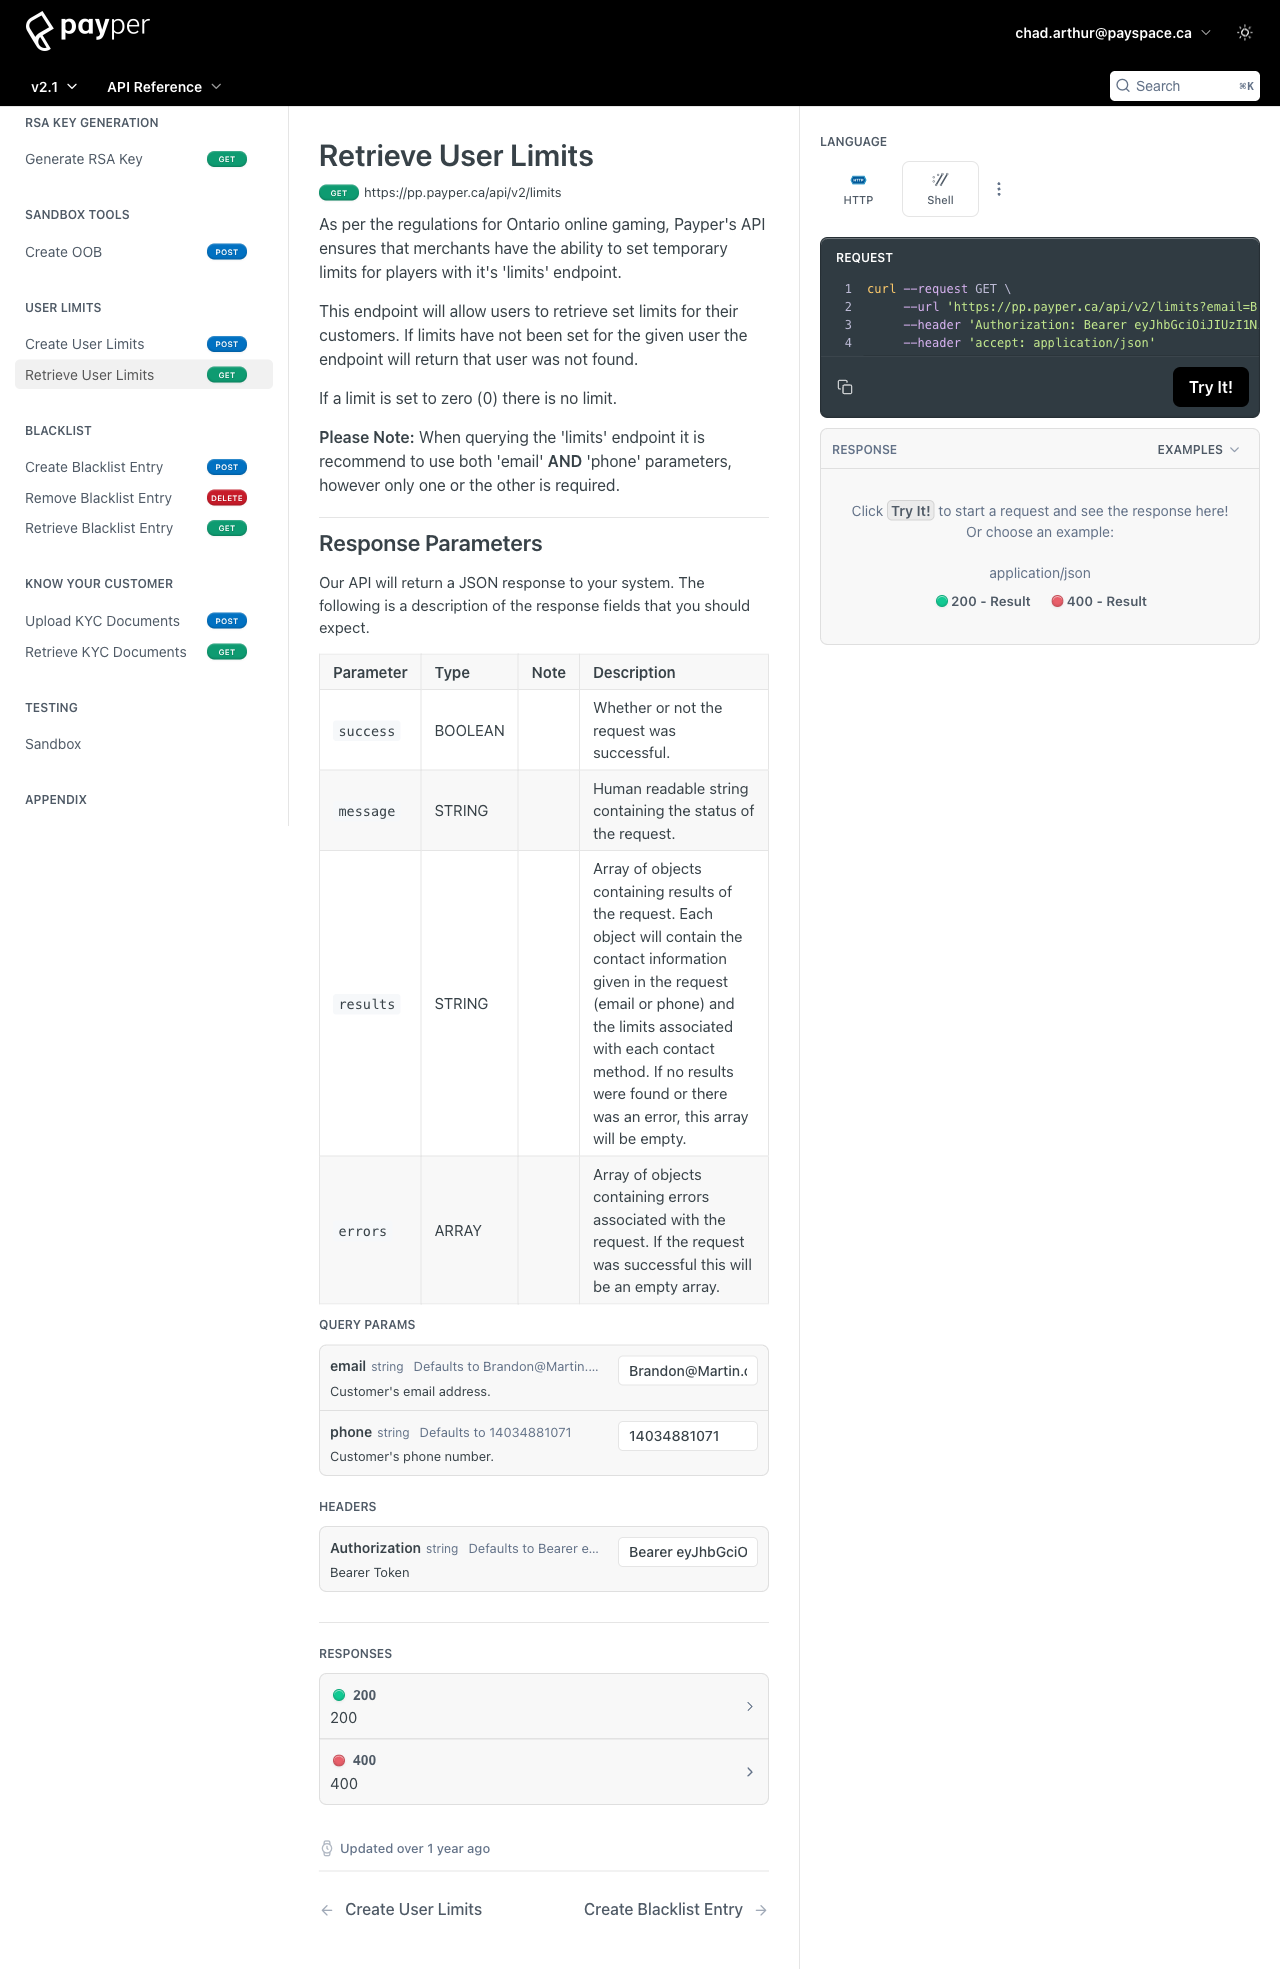 payper
chad.arthur@payspace.ca
v2.1
API Reference
Search
⌘K
RSA KEY GENERATION
Generate RSA Key GET
SANDBOX TOOLS
Create OOB POST
USER LIMITS
Create User Limits POST
Retrieve User Limits GET
BLACKLIST
Create Blacklist Entry POST
Remove Blacklist Entry DELETE
Retrieve Blacklist Entry GET
KNOW YOUR CUSTOMER
Upload KYC Documents POST
Retrieve KYC Documents GET
TESTING
Sandbox
APPENDIX
Retrieve User Limits
GET https://pp.payper.ca/api/v2/limits
As per the regulations for Ontario online gaming, Payper's API
ensures that merchants have the ability to set temporary
limits for players with it's 'limits' endpoint.
This endpoint will allow users to retrieve set limits for their
customers. If limits have not been set for the given user the
endpoint will return that user was not found.
If a limit is set to zero (0) there is no limit.
Please Note: When querying the 'limits' endpoint it is
recommend to use both 'email' AND 'phone' parameters,
however only one or the other is required.
Response Parameters
Our API will return a JSON response to your system. The
following is a description of the response fields that you should
expect.
Parameter Type Note Description
success BOOLEAN
Whether or not the
request was
successful.
message STRING
Human readable string
containing the status of
the request.
results STRING
Array of objects
containing results of
the request. Each
object will contain the
contact information
given in the request
(email or phone) and
the limits associated
with each contact
method. If no results
were found or there
was an error, this array
will be empty.
errors ARRAY
Array of objects
containing errors
associated with the
request. If the request
was successful this will
be an empty array.
QUERY PARAMS
email string Defaults to Brandon@Martin.…
Brandon@Martin.c
Customer's email address.
phone string Defaults to 14034881071
14034881071
Customer's phone number.
HEADERS
Authorization string Defaults to Bearer e…
Bearer eyJhbGciO
Bearer Token
RESPONSES
200
200
400
400
Updated over 1 year ago
← Create User Limits
Create Blacklist Entry →
LANGUAGE
HTTP
HTTP
Shell
REQUEST
1 curl --request GET \
2 --url 'https://pp.payper.ca/api/v2/limits?email=B
3 --header 'Authorization: Bearer eyJhbGciOiJIUzI1N
4 --header 'accept: application/json'
Try It!
RESPONSE
EXAMPLES
Click Try It! to start a request and see the response here!
Or choose an example:
application/json
200 - Result
400 - Result